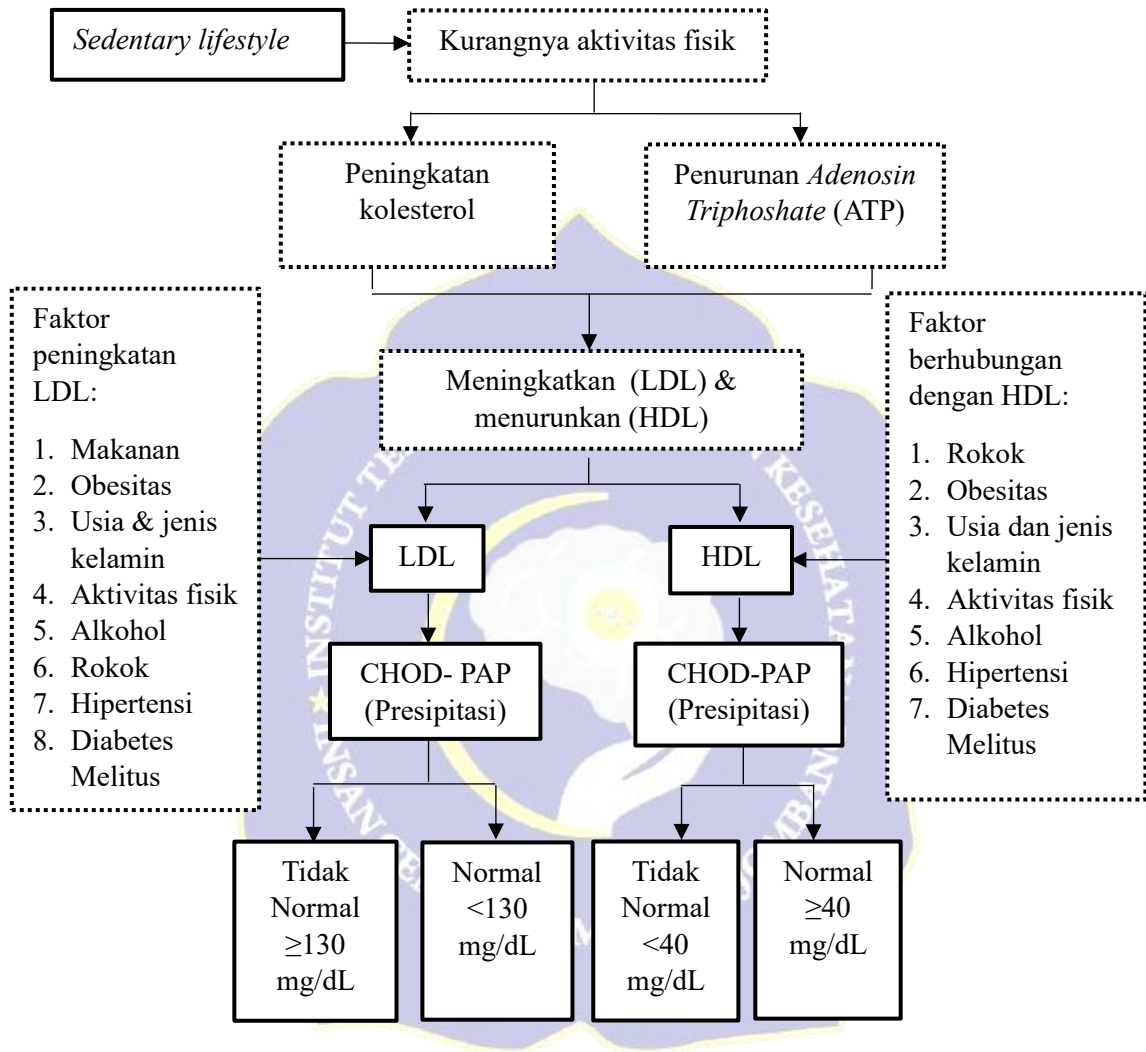 Sedentary lifestyle
Kurangnya aktivitas fisik
Peningkatan
kolesterol
Penurunan Adenosin
Triphoshate (ATP)
Faktor
peningkatan
LDL:
1. Makanan
2. Obesitas
3. Usia & jenis
kelamin
4. Aktivitas fisik
5. Alkohol
6. Rokok
7. Hipertensi
8. Diabetes
Melitus
Meningkatkan (LDL) &
menurunkan (HDL)
Faktor
berhubungan
dengan HDL:
1. Rokok
2. Obesitas
3. Usia dan jenis
kelamin
4. Aktivitas fisik
5. Alkohol
6. Hipertensi
7. Diabetes
Melitus
LDL
HDL
CHOD- PAP
(Presipitasi)
CHOD-PAP
(Presipitasi)
Tidak
Normal
≥130
mg/dL
Normal
<130
mg/dL
Tidak
Normal
<40
mg/dL
Normal
≥40
mg/dL
INSTITUT
KESEHATAN
INSAN